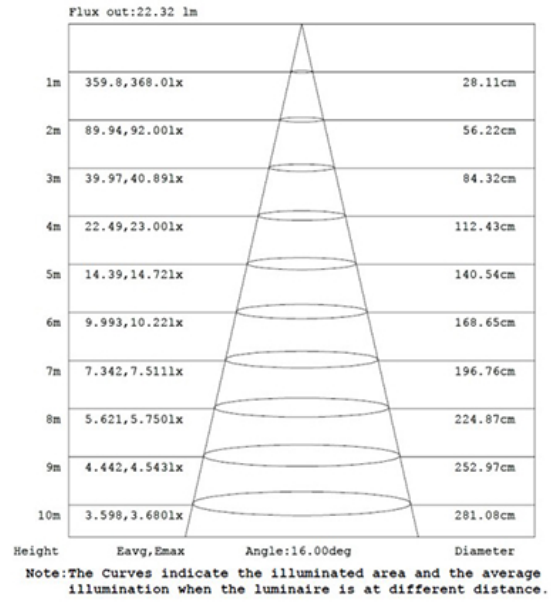 Flux out:22.32 lm
1m 359.8,368.0lx 28.11cm
2m 89.94,92.00lx 56.22cm
3m 39.97,40.89lx 84.32cm
4m 22.49,23.00lx 112.43cm
5m 14.39,14.72lx 140.54cm
6m 9.993,10.22lx 168.65cm
7m 7.342,7.511lx 196.76cm
8m 5.621,5.750lx 224.87cm
9m 4.442,4.543lx 252.97cm
10m 3.598,3.680lx 281.08cm
Height Eavg,Emax Angle:16.00deg Diameter
Note:The Curves indicate the illuminated area and the average
illumination when the luminaire is at different distance.